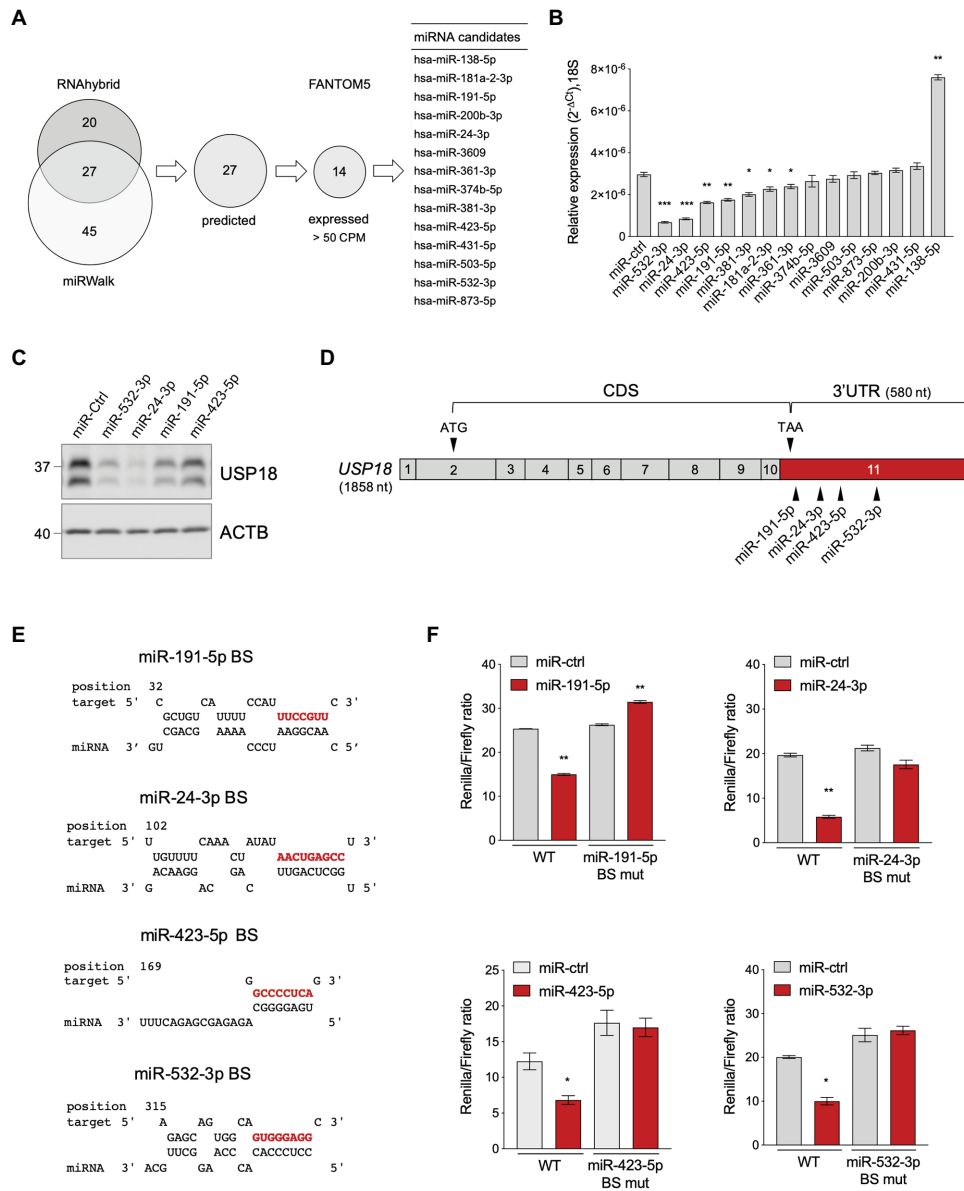 A
RNAhybrid
20
27
45
miRWalk
27
predicted
FANTOM5
14
expressed
> 50 CPM
miRNA candidates
hsa-miR-138-5p
hsa-miR-181a-2-3p
hsa-miR-191-5p
hsa-miR-200b-3p
hsa-miR-24-3p
hsa-miR-3609
hsa-miR-361-3p
hsa-miR-374b-5p
hsa-miR-381-3p
hsa-miR-423-5p
hsa-miR-431-5p
hsa-miR-503-5p
hsa-miR-532-3p
hsa-miR-873-5p
B
Relative expression (2-ΔCt),18S
8×10-6
6×10-6
4×10-6
2×10-6
0
*** *** ** ** * * * **
miR-ctrl
miR-532-3p
miR-24-3p
miR-423-5p
miR-191-5p
miR-381-3p
miR-181a-2-3p
miR-361-3p
miR-374b-5p
miR-3609
miR-503-5p
miR-873-5p
miR-200b-3p
miR-431-5p
miR-138-5p
C
miR-Ctrl
miR-532-3p
miR-24-3p
miR-191-5p
miR-423-5p
37
USP18
40
ACTB
D
CDS
3'UTR (580 nt)
ATG
TAA
USP18
(1858 nt)
1 2 3 4 5 6 7 8 9 10 11
miR-191-5p
miR-24-3p
miR-423-5p
miR-532-3p
E
miR-191-5p BS
position 32
target 5' C CA CCAU C 3'
GCUGU UUUU UUCCGUU
CGACG AAAA AAGGCAA
miRNA 3' GU CCCU C 5'
miR-24-3p BS
position 102
target 5' U CAAA AUAU U 3'
UGUUUU CU AACUGAGCC
ACAAGG GA UUGACUCGG
miRNA 3' G AC C U 5'
miR-423-5p BS
position 169
target 5' G G 3'
GCCCCUCA
CGGGGAGU
miRNA 3' UUUCAGAGCGAGAGA 5'
miR-532-3p BS
position 315
target 5' A AG CA C 3'
GAGC UGG GUGGGAGG
UUCG ACC CACCCUCC
miRNA 3' ACG GA CA 5'
F
miR-ctrl
miR-191-5p
Renilla/Firefly ratio
40
30
20
10
0
**
**
WT
miR-191-5p
BS mut
miR-ctrl
miR-24-3p
Renilla/Firefly ratio
40
30
20
10
0
**
WT
miR-24-3p
BS mut
miR-ctrl
miR-423-5p
Renilla/Firefly ratio
25
20
15
10
5
0
*
WT
miR-423-5p
BS mut
miR-ctrl
miR-532-3p
Renilla/Firefly ratio
40
30
20
10
0
*
WT
miR-532-3p
BS mut